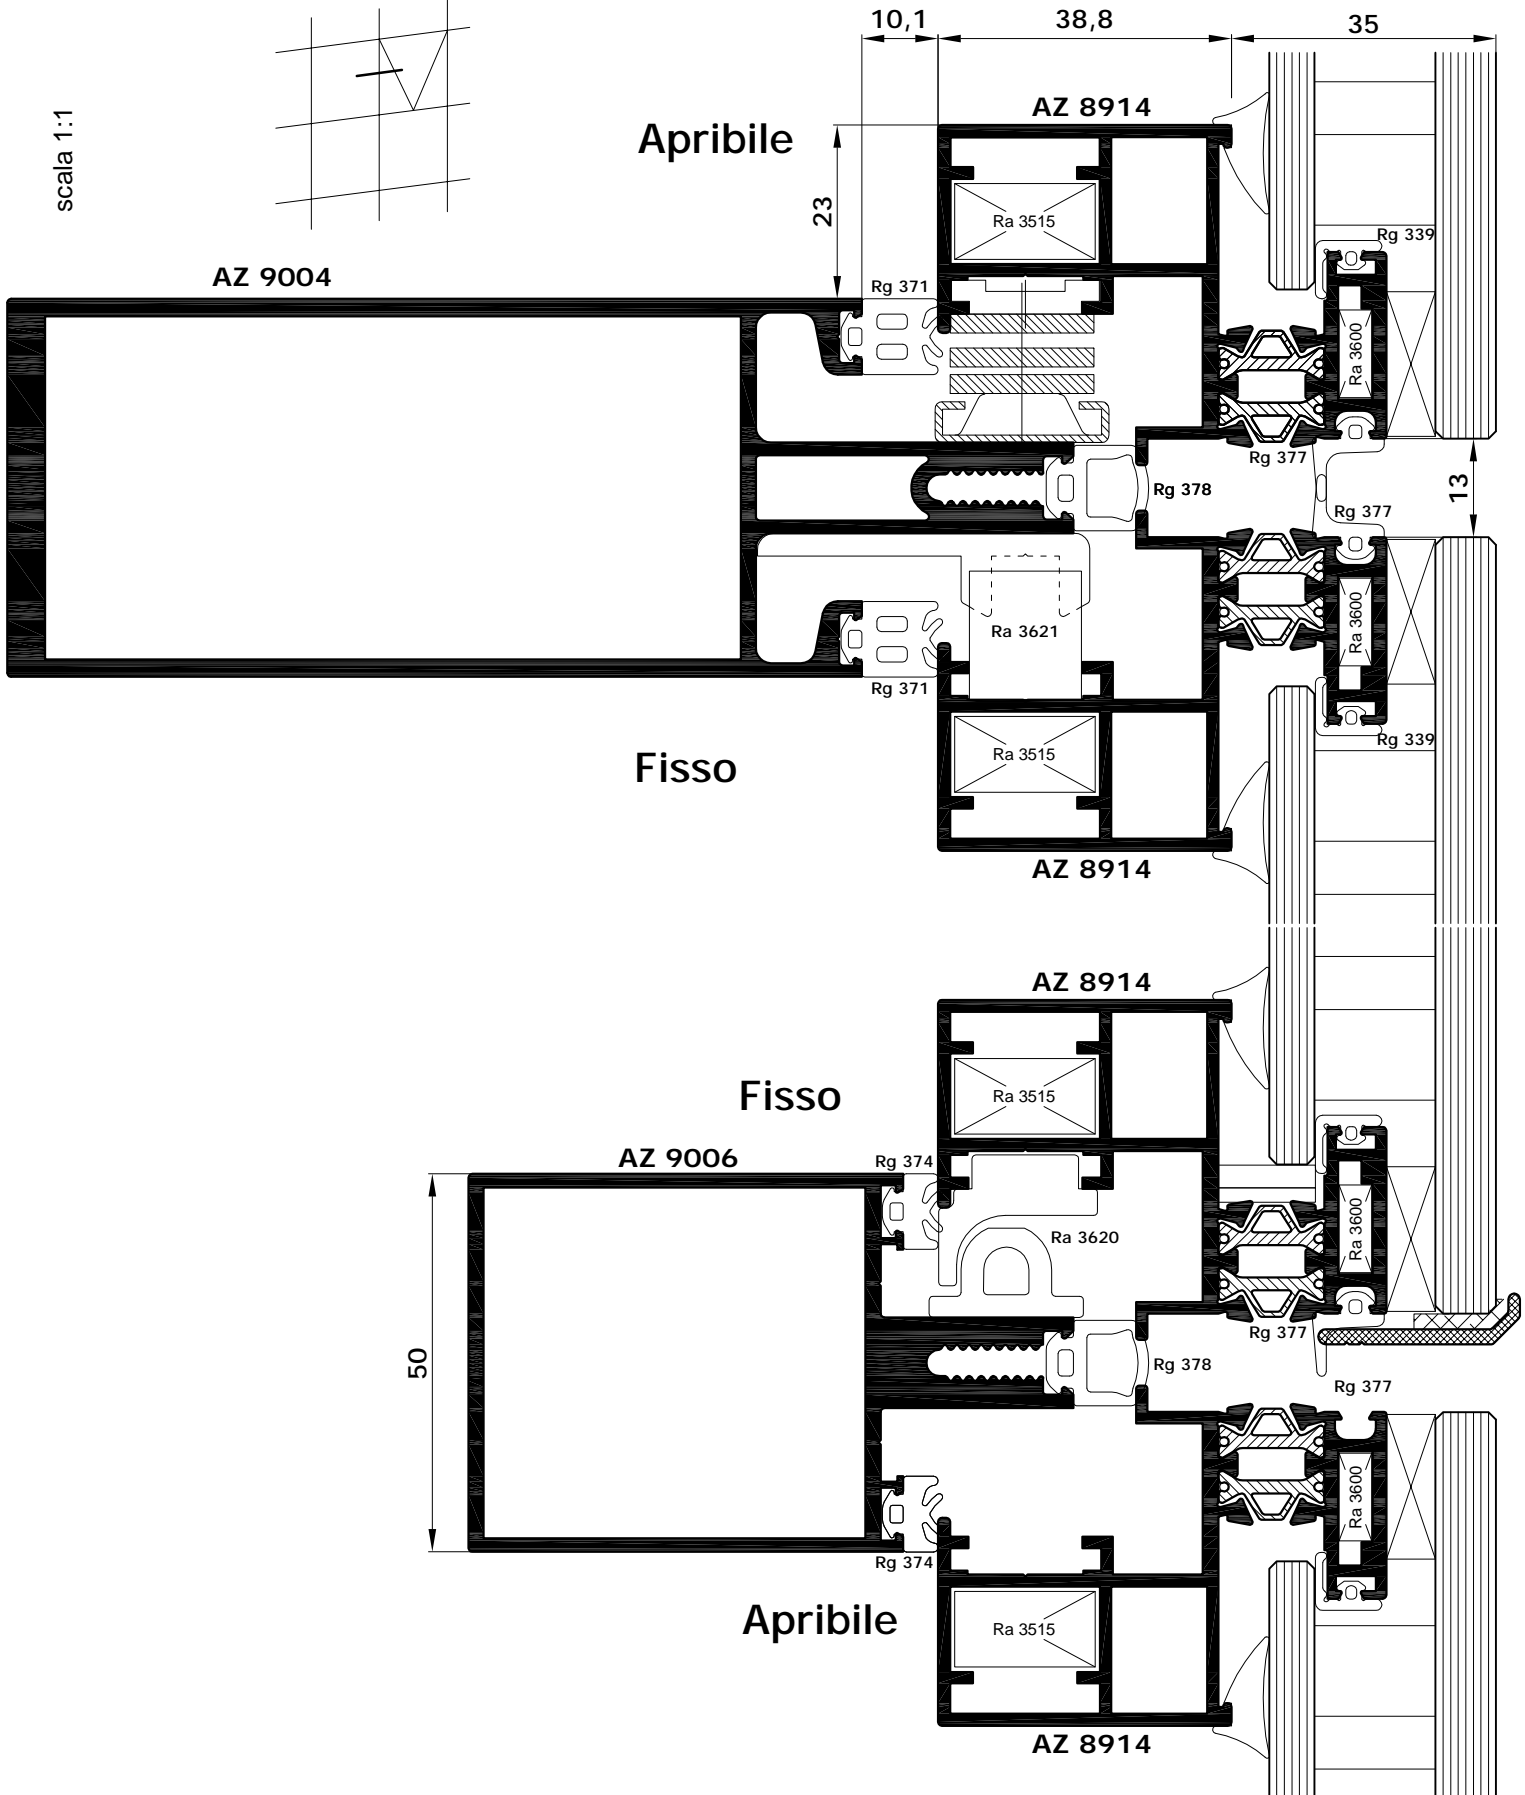 10,1
38,8
35
scala 1:1
Apribile
AZ 8914
23
Ra 3515
Rg 339
AZ 9004
Rg 371
Ra 3600
Rg 377
Rg 378
13
Rg 377
Ra 3600
Ra 3621
Rg 371
Rg 339
Fisso
Ra 3515
AZ 8914
AZ 8914
Fisso
Ra 3515
AZ 9006
Rg 374
Ra 3600
Ra 3620
50
Rg 377
Rg 378
Rg 377
Ra 3600
Rg 374
Apribile
Ra 3515
AZ 8914